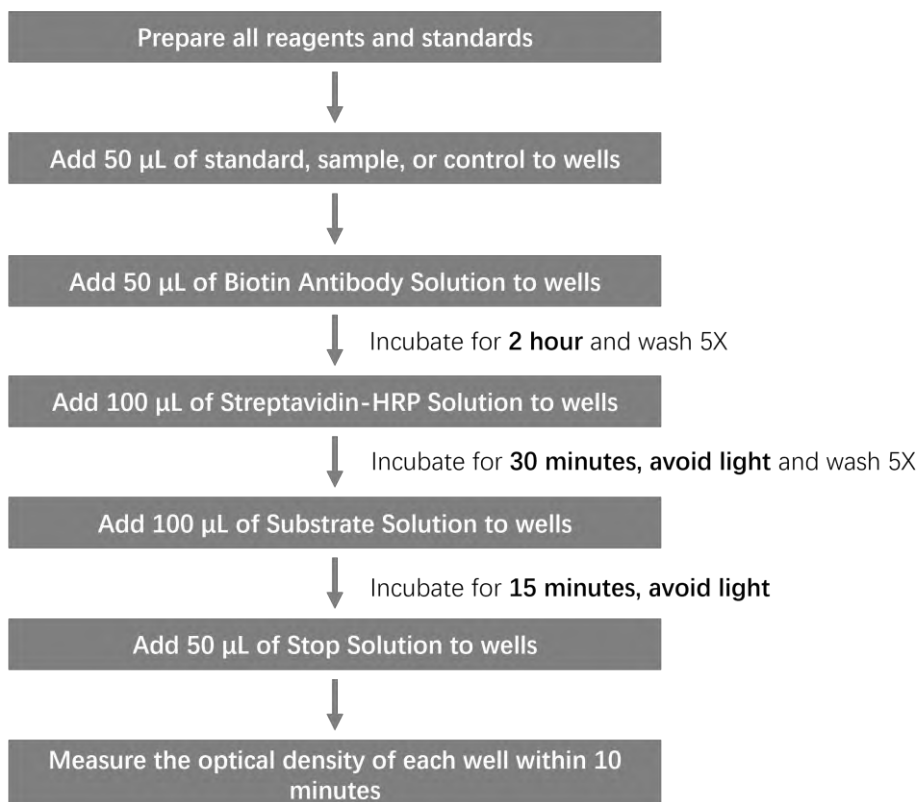 Prepare all reagents and standards
Add 50 μL of standard, sample, or control to wells
Add 50 μL of Biotin Antibody Solution to wells
Incubate for 2 hour and wash 5X
Add 100 μL of Streptavidin-HRP Solution to wells
Incubate for 30 minutes, avoid light and wash 5X
Add 100 μL of Substrate Solution to wells
Incubate for 15 minutes, avoid light
Add 50 μL of Stop Solution to wells
Measure the optical density of each well within 10
minutes